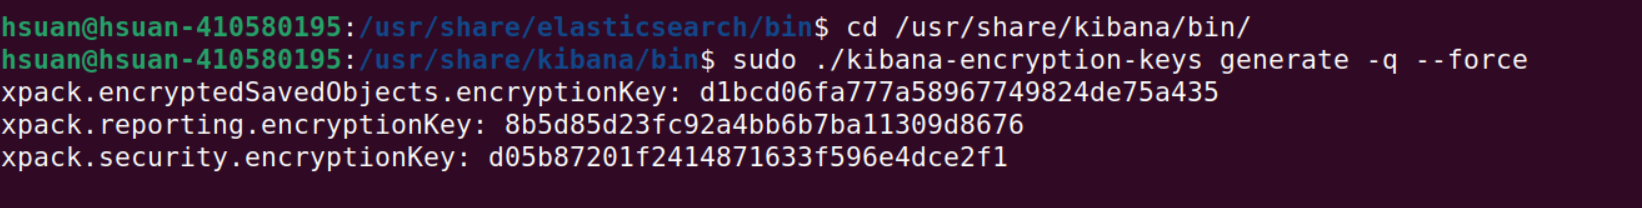 hsuan@hsuan-410580195:/usr/share/elasticsearch/bin$ cd /usr/share/kibana/bin/
hsuan@hsuan-410580195:/usr/share/kibana/bin$ sudo ./kibana-encryption-keys generate -q --force
xpack.encryptedSavedObjects.encryptionKey: d1bcd06fa777a58967749824de75a435
xpack.reporting.encryptionKey: 8b5d85d23fc92a4bb6b7ba11309d8676
xpack.security.encryptionKey: d05b87201f2414871633f596e4dce2f1